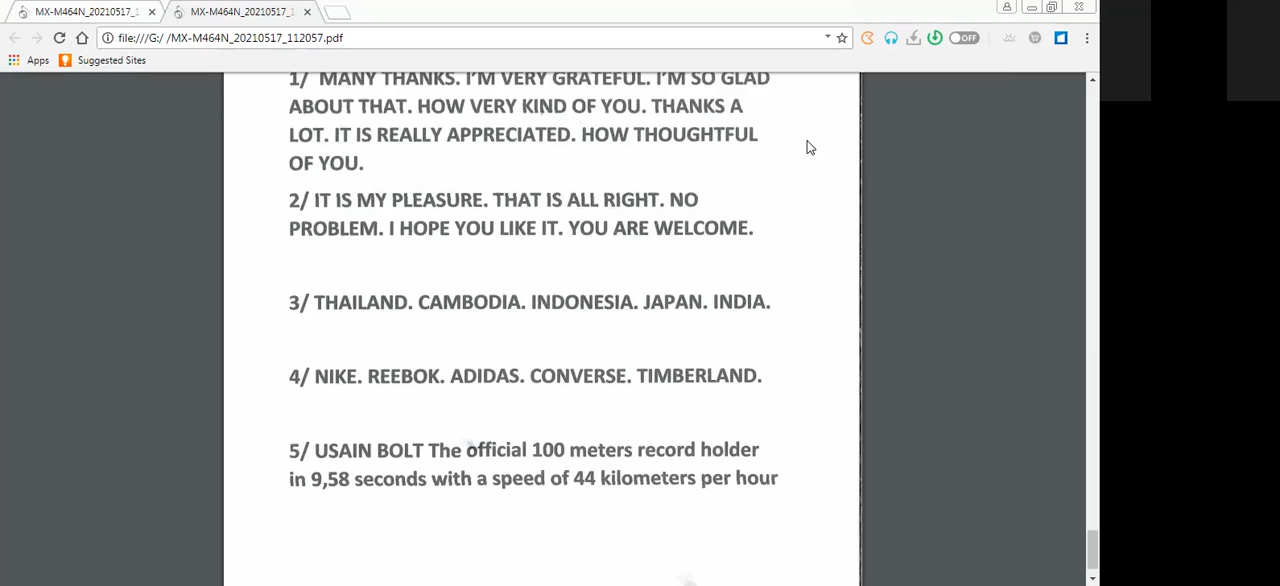 MX-M464N_20210517_1
MX-M464N_20210517_1
file:///G:/ /MX-M464N_20210517_112057.pdf
OFF
Apps
Suggested Sites
1/ MANY THANKS. I'M VERY GRATEFUL. I'M SO GLAD
ABOUT THAT. HOW VERY KIND OF YOU. THANKS A
LOT. IT IS REALLY APPRECIATED. HOW THOUGHTFUL
OF YOU.
2/ IT IS MY PLEASURE. THAT IS ALL RIGHT. NO
PROBLEM. I HOPE YOU LIKE IT. YOU ARE WELCOME.
3/ THAILAND. CAMBODIA. INDONESIA. JAPAN. INDIA.
4/ NIKE. REEBOK. ADIDAS. CONVERSE. TIMBERLAND.
5/ USAIN BOLT The official 100 meters record holder
in 9,58 seconds with a speed of 44 kilometers per hour